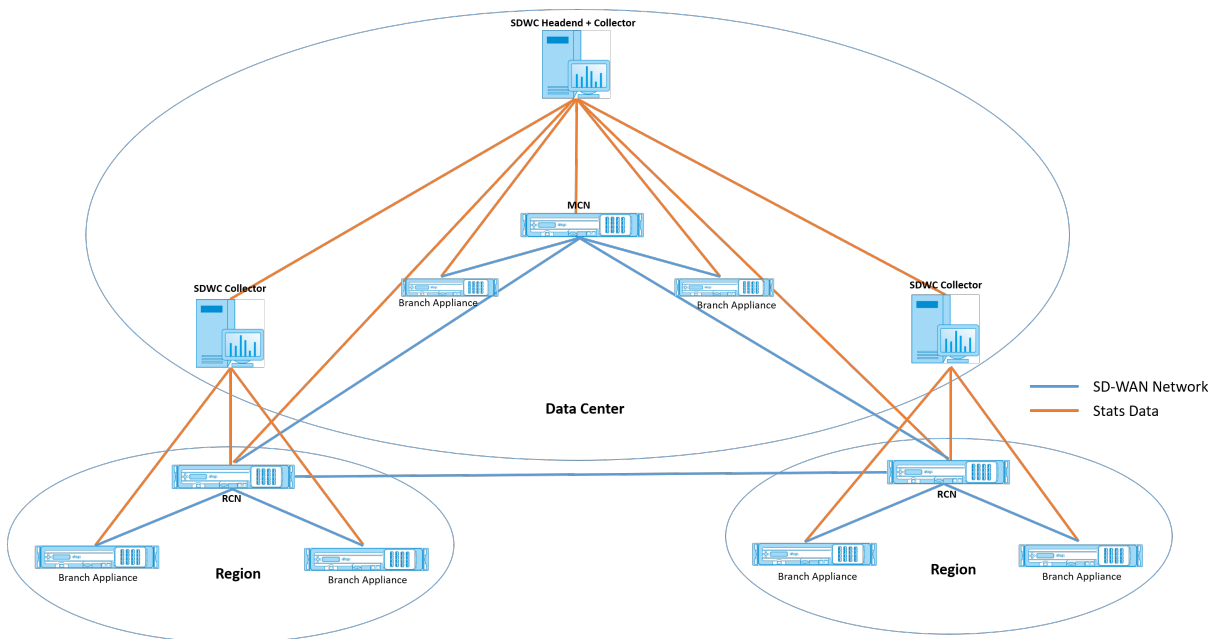 SDWC Headend + Collector
MCN
Branch Appliance
Branch Appliance
SDWC Collector
SDWC Collector
SD-WAN Network
Stats Data
Data Center
RCN
RCN
Branch Appliance
Region
Branch Appliance
Branch Appliance
Region
Branch Appliance